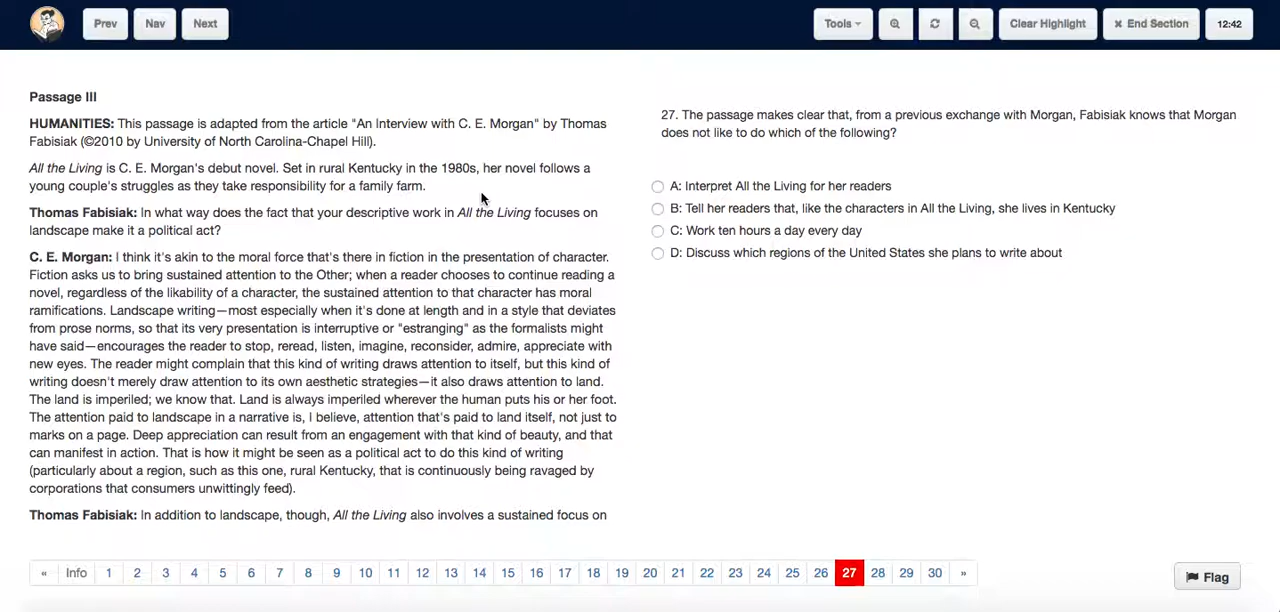 Prev
Nav
Next
Tools
Clear Highlight
End Section
12:42
Passage III
HUMANITIES: This passage is adapted from the article "An Interview with C. E. Morgan" by Thomas
Fabisiak (©2010 by University of North Carolina-Chapel Hill).
All the Living is C. E. Morgan's debut novel. Set in rural Kentucky in the 1980s, her novel follows a
young couple's struggles as they take responsibility for a family farm.
Thomas Fabisiak: In what way does the fact that your descriptive work in All the Living focuses on
landscape make it a political act?
C. E. Morgan: I think it's akin to the moral force that's there in fiction in the presentation of character.
Fiction asks us to bring sustained attention to the Other; when a reader chooses to continue reading a
novel, regardless of the likability of a character, the sustained attention to that character has moral
ramifications. Landscape writing—most especially when it's done at length and in a style that deviates
from prose norms, so that its very presentation is interruptive or "estranging" as the formalists might
have said—encourages the reader to stop, reread, listen, imagine, reconsider, admire, appreciate with
new eyes. The reader might complain that this kind of writing draws attention to itself, but this kind of
writing doesn't merely draw attention to its own aesthetic strategies—it also draws attention to land.
The land is imperiled; we know that. Land is always imperiled wherever the human puts his or her foot.
The attention paid to landscape in a narrative is, I believe, attention that's paid to land itself, not just to
marks on a page. Deep appreciation can result from an engagement with that kind of beauty, and that
can manifest in action. That is how it might be seen as a political act to do this kind of writing
(particularly about a region, such as this one, rural Kentucky, that is continuously being ravaged by
corporations that consumers unwittingly feed).
Thomas Fabisiak: In addition to landscape, though, All the Living also involves a sustained focus on
27. The passage makes clear that, from a previous exchange with Morgan, Fabisiak knows that Morgan
does not like to do which of the following?
A: Interpret All the Living for her readers
B: Tell her readers that, like the characters in All the Living, she lives in Kentucky
C: Work ten hours a day every day
D: Discuss which regions of the United States she plans to write about
« Info 1 2 3 4 5 6 7 8 9 10 11 12 13 14 15 16 17 18 19 20 21 22 23 24 25 26 27 28 29 30 »
Flag